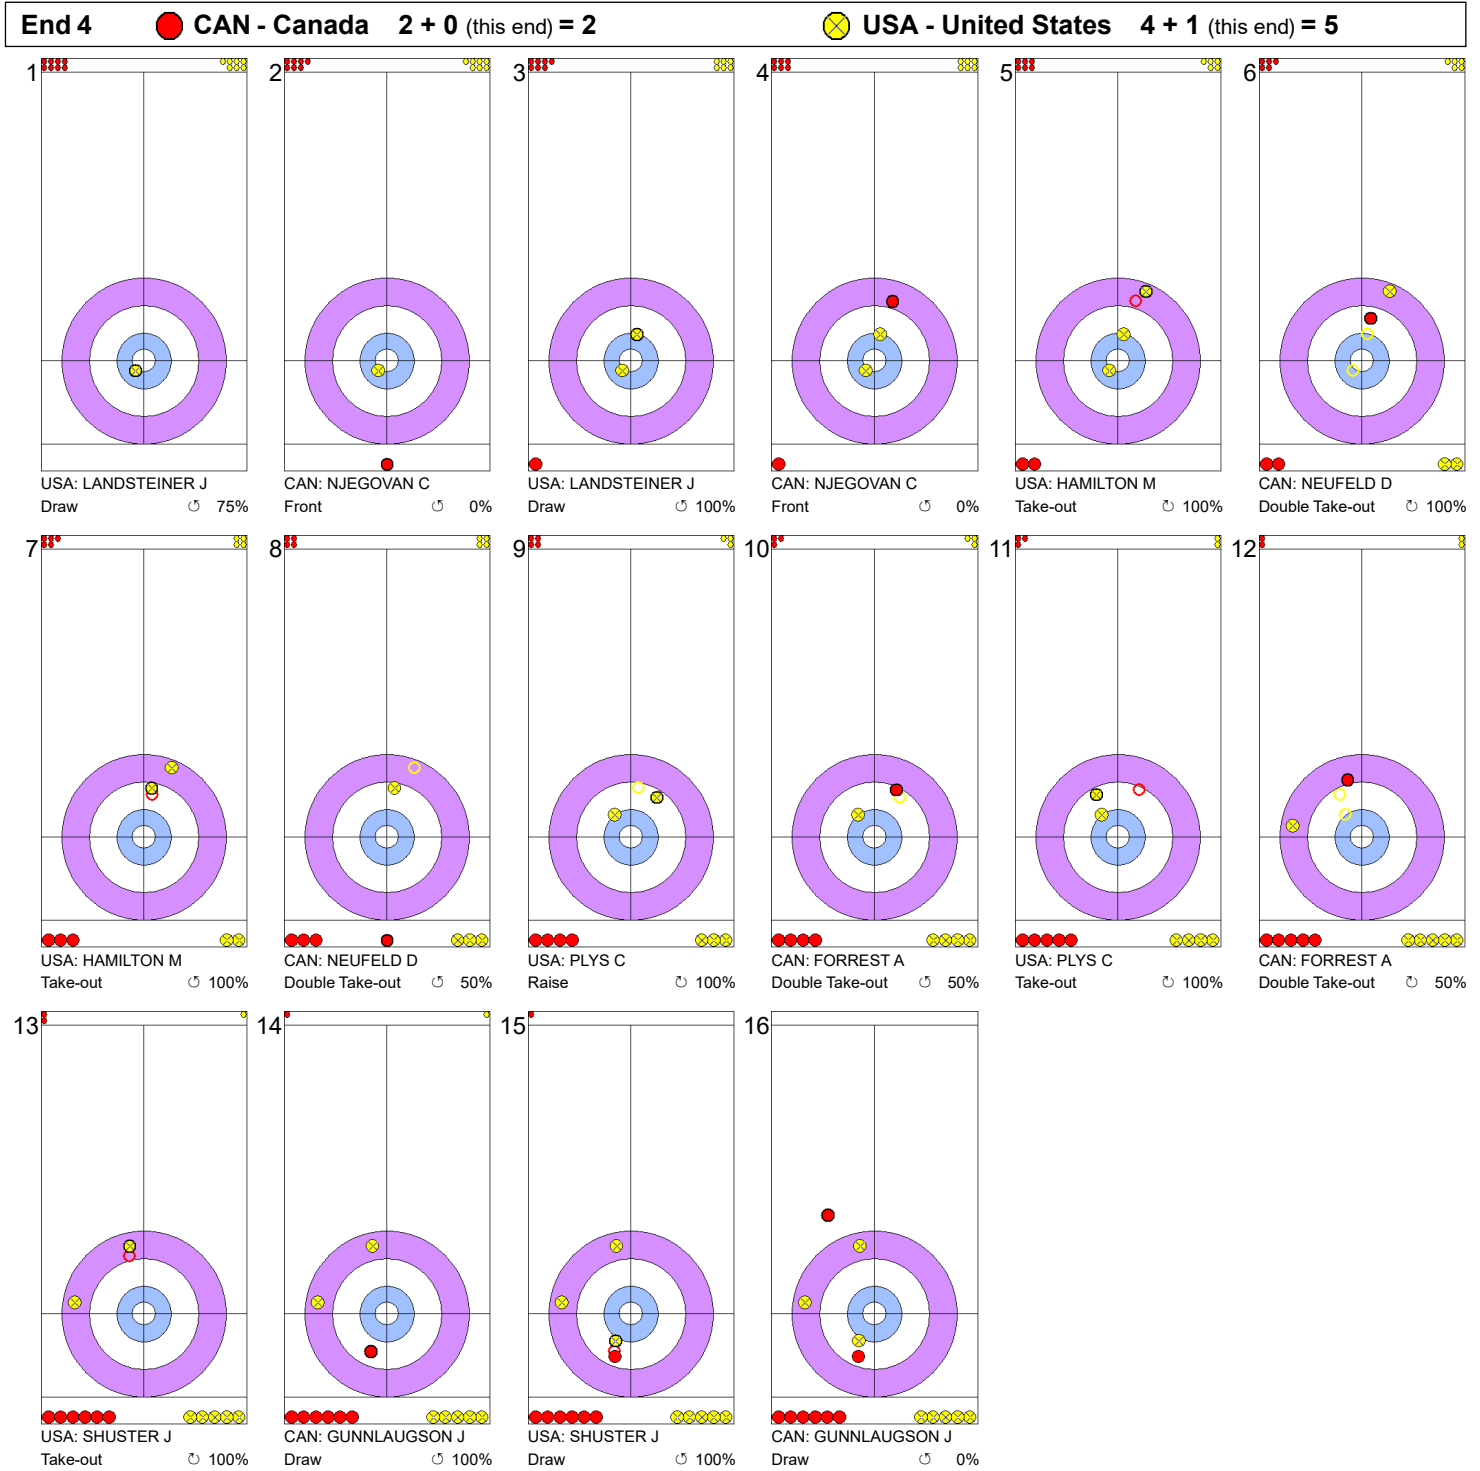 End 4 CAN - Canada 2 + 0 (this end) = 2 USA - United States 4 + 1 (this end) = 5
1 2 3 4 5 6
USA: LANDSTEINER J CAN: NJEGOVAN C USA: LANDSTEINER J CAN: NJEGOVAN C USA: HAMILTON M CAN: NEUFELD D
Draw ↺ 75% Front ↺ 0% Draw ↺ 100% Front ↺ 0% Take-out ↻ 100% Double Take-out ↻ 100%
7 8 9 10 11 12
USA: HAMILTON M CAN: NEUFELD D USA: PLYS C CAN: FORREST A USA: PLYS C CAN: FORREST A
Take-out ↻ 100% Double Take-out ↺ 50% Raise ↻ 100% Double Take-out ↺ 50% Take-out ↻ 100% Double Take-out ↻ 50%
13 14 15 16
USA: SHUSTER J CAN: GUNNLAUGSON J USA: SHUSTER J CAN: GUNNLAUGSON J
Take-out ↻ 100% Draw ↺ 100% Draw ↺ 100% Draw ↺ 0%